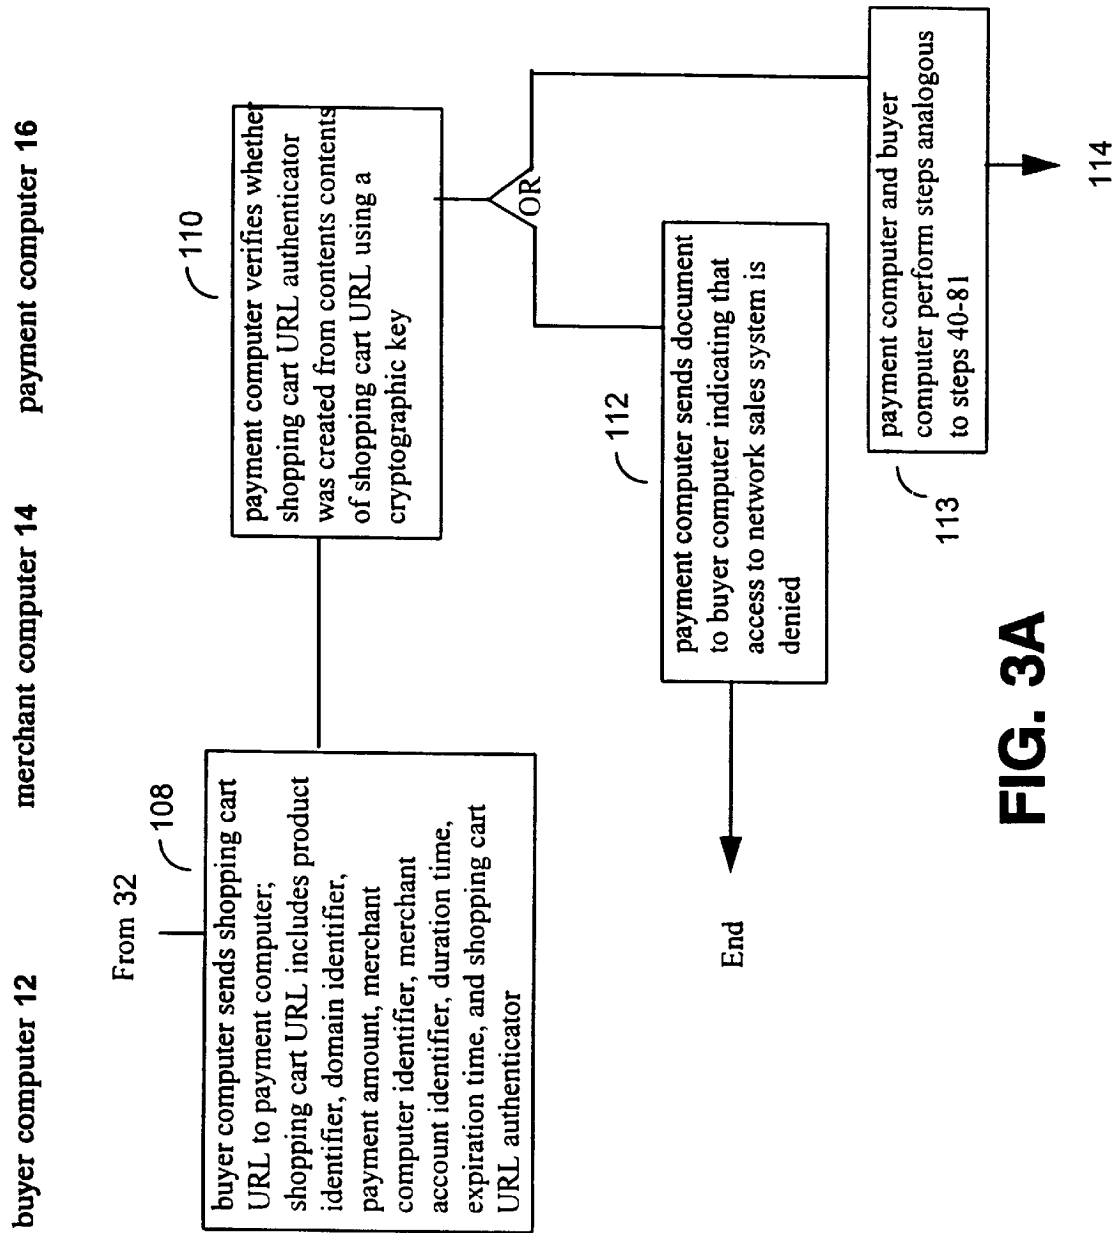 buyer computer 12
merchant computer 14
payment computer 16
From 32
108
buyer computer sends shopping cart
URL to payment computer;
shopping cart URL includes product
identifier, domain identifier,
payment amount, merchant
computer identifier, merchant
account identifier, duration time,
expiration time, and shopping cart
URL authenticator
110
payment computer verifies whether
shopping cart URL authenticator
was created from contents contents
of shopping cart URL using a
cryptographic key
OR
112
payment computer sends document
to buyer computer indicating that
access to network sales system is
denied
End
113
payment computer and buyer
computer perform steps analogous
to steps 40-81
114
FIG. 3A